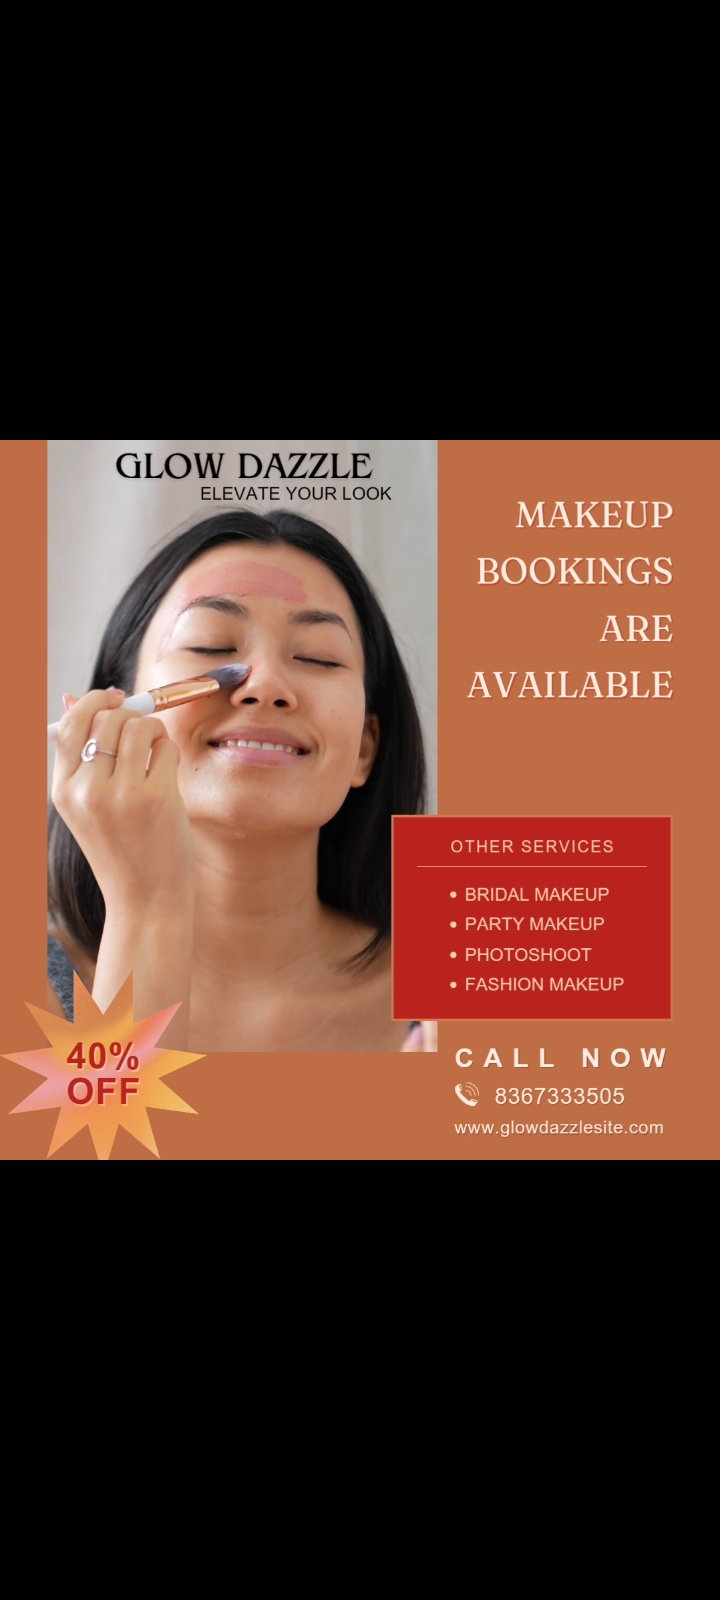 GLOW DAZZLE
ELEVATE YOUR LOOK
MAKEUP
BOOKINGS
ARE
AVAILABLE
OTHER SERVICES
• BRIDAL MAKEUP
• PARTY MAKEUP
• PHOTOSHOOT
• FASHION MAKEUP
40%
OFF
CALL NOW
8367333505
www.glowdazzlesite.com